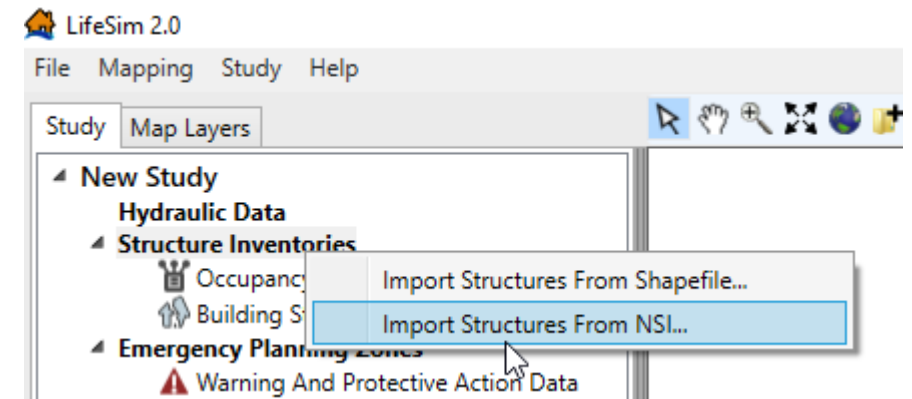 LifeSim 2.0
File Mapping Study Help
Study Map Layers
New Study
Hydraulic Data
Structure Inventories
Occupancy
Import Structures From Shapefile...
Building S
Import Structures From NSI...
Emergency Planning Zones
Warning And Protective Action Data